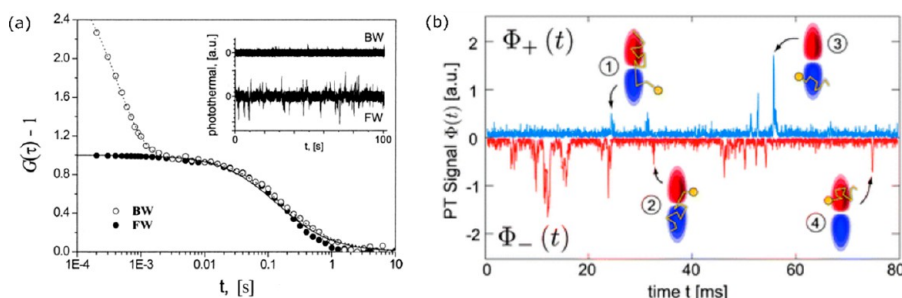 (a)
2.4
2.0
1.6
1.2
0.8
0.4
0.0
G(τ) - 1
1E-4
1E-3
0.01
0.1
1
10
t, [s]
BW
FW
photothermal, [a.u.]
0
0
BW
FW
0
100
t, [s]
(b)
2
1
0
-1
-2
PT Signal Φ(t) [a.u.]
Φ+ (t)
Φ− (t)
1
2
3
4
0
20
40
60
80
time t [ms]